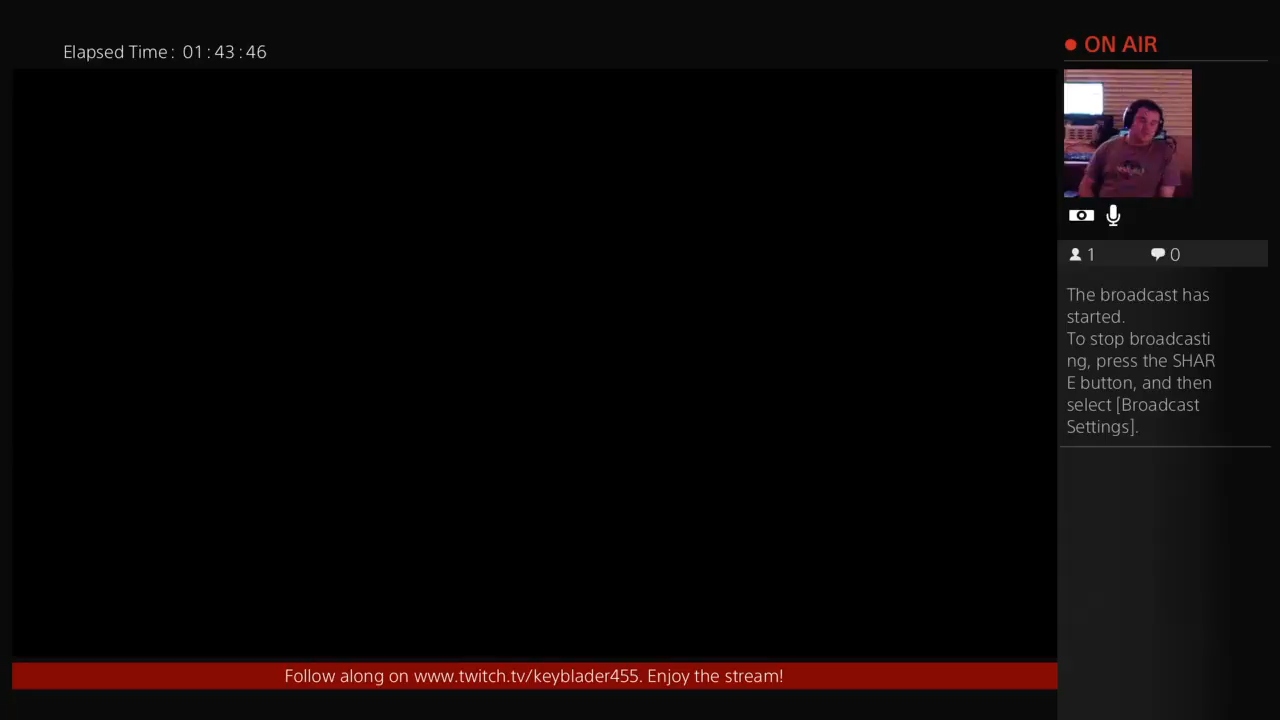 Elapsed Time: 01:43:46
ON AIR
1 0
The broadcast has
started.
To stop broadcasti
ng, press the SHAR
E button, and then
select [Broadcast
Settings].
Follow along on www.twitch.tv/keyblader455. Enjoy the stream!